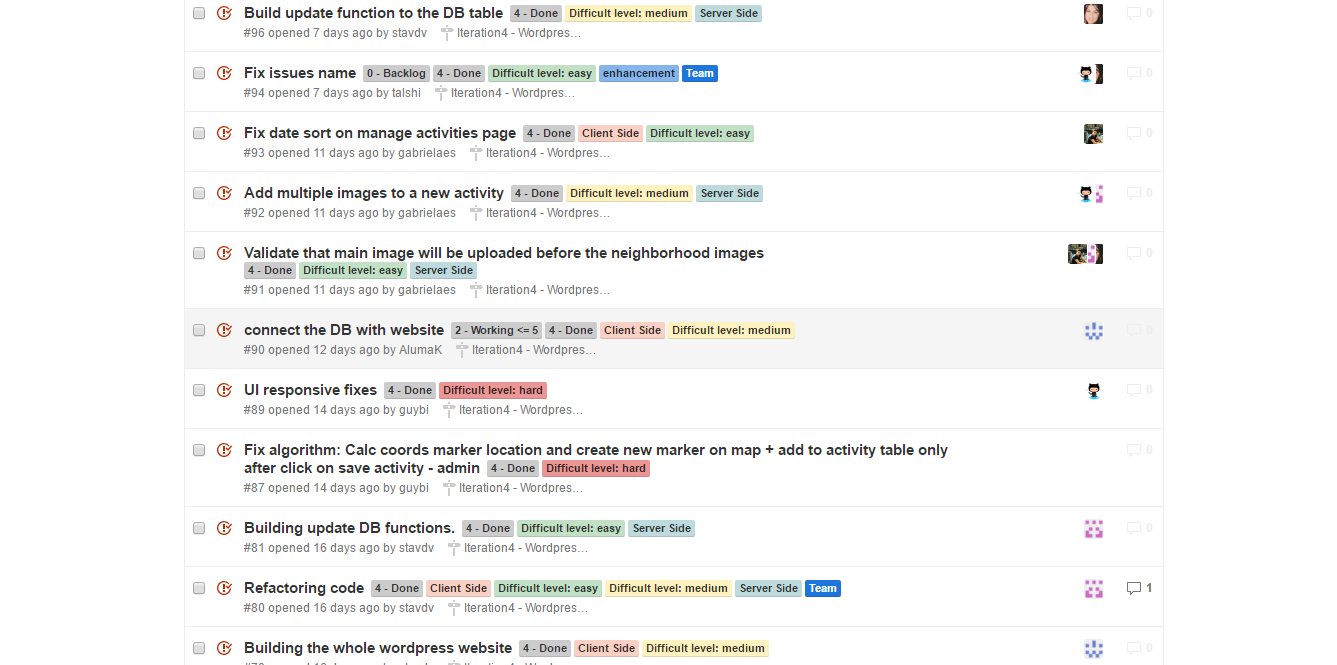 Build update function to the DB table 4 - Done Difficult level: medium Server Side
0
#96 opened 7 days ago by stavdv Iteration4 - Wordpres…
Fix issues name 0 - Backlog 4 - Done Difficult level: easy enhancement Team
0
#94 opened 7 days ago by talshi Iteration4 - Wordpres…
Fix date sort on manage activities page 4 - Done Client Side Difficult level: easy
0
#93 opened 11 days ago by gabrielaes Iteration4 - Wordpres…
Add multiple images to a new activity 4 - Done Difficult level: medium Server Side
0
#92 opened 11 days ago by gabrielaes Iteration4 - Wordpres…
Validate that main image will be uploaded before the neighborhood images
0
4 - Done Difficult level: easy Server Side
#91 opened 11 days ago by gabrielaes Iteration4 - Wordpres…
connect the DB with website 2 - Working <= 5 4 - Done Client Side Difficult level: medium
0
#90 opened 12 days ago by AlumaK Iteration4 - Wordpres…
UI responsive fixes 4 - Done Difficult level: hard
0
#89 opened 14 days ago by guybi Iteration4 - Wordpres…
Fix algorithm: Calc coords marker location and create new marker on map + add to activity table only
0
after click on save activity - admin 4 - Done Difficult level: hard
#87 opened 14 days ago by guybi Iteration4 - Wordpres…
Building update DB functions. 4 - Done Difficult level: easy Server Side
0
#81 opened 16 days ago by stavdv Iteration4 - Wordpres…
Refactoring code 4 - Done Client Side Difficult level: easy Difficult level: medium Server Side Team
1
#80 opened 16 days ago by stavdv Iteration4 - Wordpres…
Building the whole wordpress website 4 - Done Client Side Difficult level: medium
0